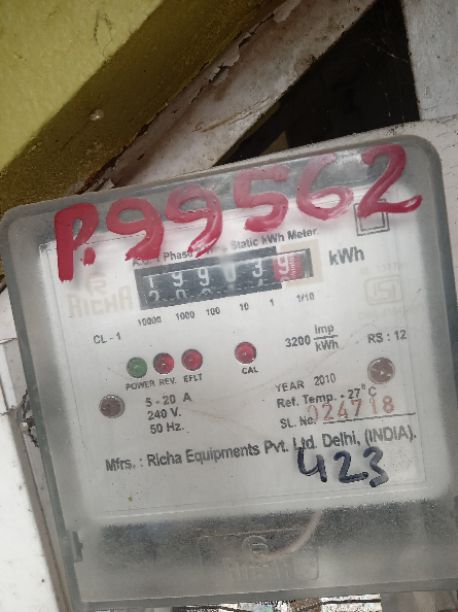 P.99562
Phase Static kWh Meter.
RICHA
199039
kWh
10000 1000 100 10 1 1/10
CL - 1
3200 imp/kWh
RS : 12
POWER REV. EFLT CAL
5 - 20 A
240 V.
50 Hz.
YEAR 2010
Ref. Temp. - 27°C
SL. No. 024718
Mfrs. : Richa Equipments Pvt. Ltd. Delhi, (INDIA).
423